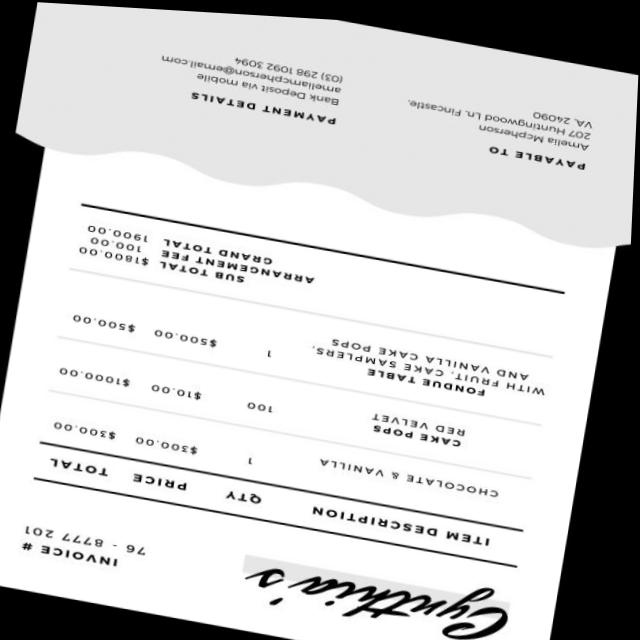 Cynthia's
INVOICE #
76 - 8777 201
ITEM DESCRIPTION QTY PRICE TOTAL
CHOCOLATE & VANILLA 1 $300.00 $300.00
CAKE POPS
RED VELVET 100 $10.00 $1000.00
FONDUE TABLE
WITH FRUIT, CAKE SAMPLERS,
AND VANILLA CAKE POPS 1 $500.00 $500.00
SUB TOTAL $1800.00
ARRANGEMENT FEE 100.00
GRAND TOTAL 1900.00
PAYABLE TO
Amelia Mcpherson
207 Huntingwood Ln. Fincastle,
VA, 24090
PAYMENT DETAILS
Bank Deposit via mobile
ameliamcpherson@email.com
(03) 298 1092 3094